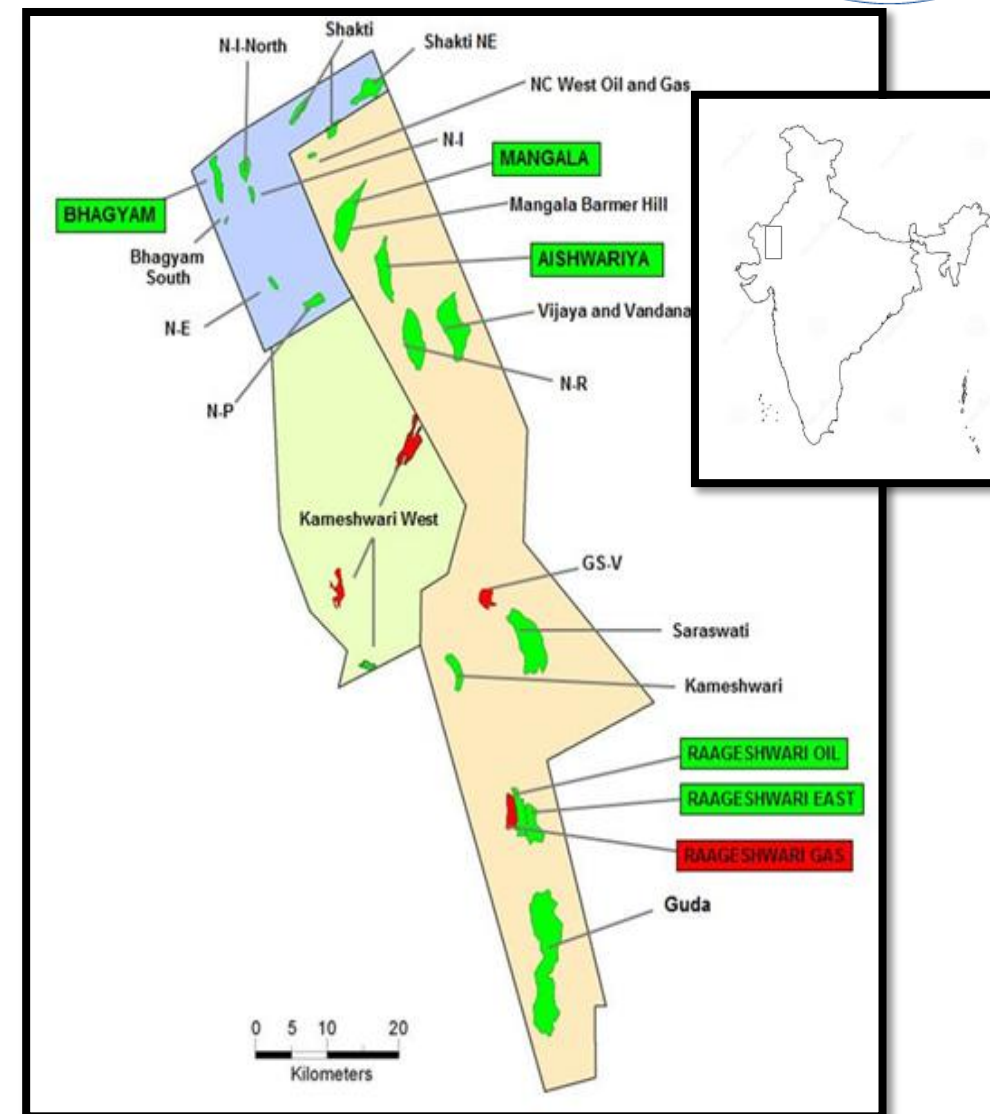 Shakti
N-I-North
Shakti NE
NC West Oil and Gas
N-I
MANGALA
BHAGYAM
Mangala Barmer Hill
Bhagyam
South
AISHWARIYA
N-E
Vijaya and Vandana
N-R
N-P
Kameshwari West
GS-V
Saraswati
Kameshwari
RAAGESHWARI OIL
RAAGESHWARI EAST
RAAGESHWARI GAS
Guda
0 5 10 20
Kilometers